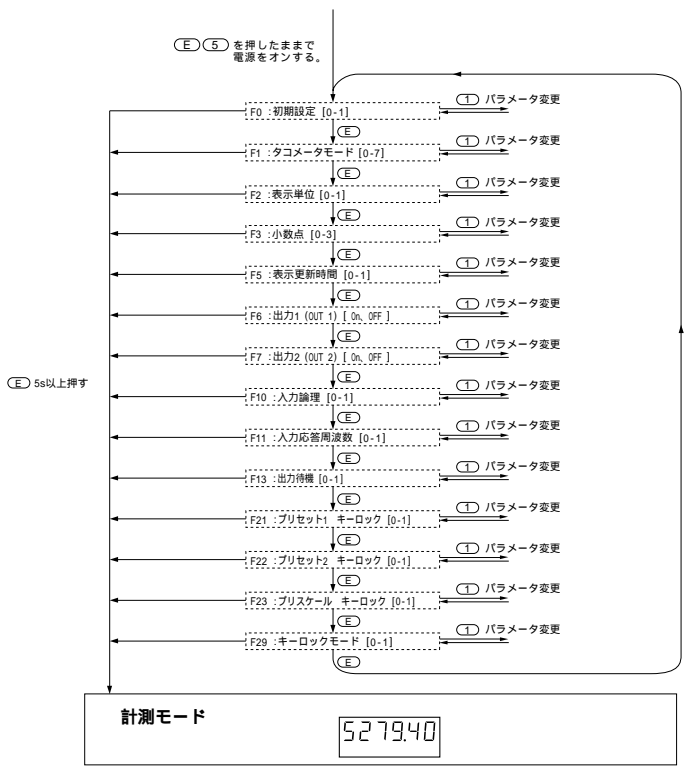 E 5 を押したままで
電源をオンする。
F0 :初期設定 [0-1]
1 パラメータ変更
E
F1 :タコメータモード [0-7]
1 パラメータ変更
E
F2 :表示単位 [0-1]
1 パラメータ変更
E
F3 :小数点 [0-3]
1 パラメータ変更
E
F5 :表示更新時間 [0-1]
1 パラメータ変更
E
F6 :出力1 (OUT 1) [ On、OFF ]
1 パラメータ変更
E
F7 :出力2 (OUT 2) [ On、OFF ]
1 パラメータ変更
E
E 5s以上押す
F10 :入力論理 [0-1]
1 パラメータ変更
E
F11 :入力応答周波数 [0-1]
1 パラメータ変更
E
F13 :出力待機 [0-1]
1 パラメータ変更
E
F21 :プリセット1 キーロック [0-1]
1 パラメータ変更
E
F22 :プリセット2 キーロック [0-1]
1 パラメータ変更
E
F23 :プリスケール キーロック [0-1]
1 パラメータ変更
E
F29 :キーロックモード [0-1]
1 パラメータ変更
E
計測モード
5279.40